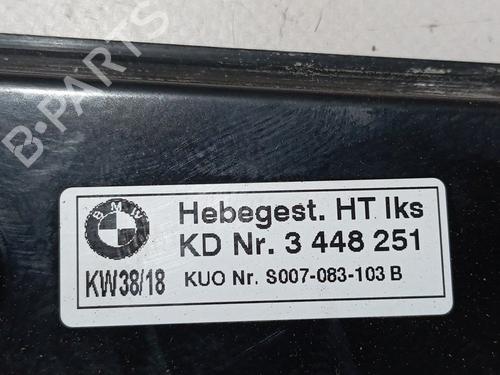 B-PARTS
BMW
Hebegest. HT lks
KD Nr. 3 448 251
KW38/18
KUO Nr. S007-083-103 B